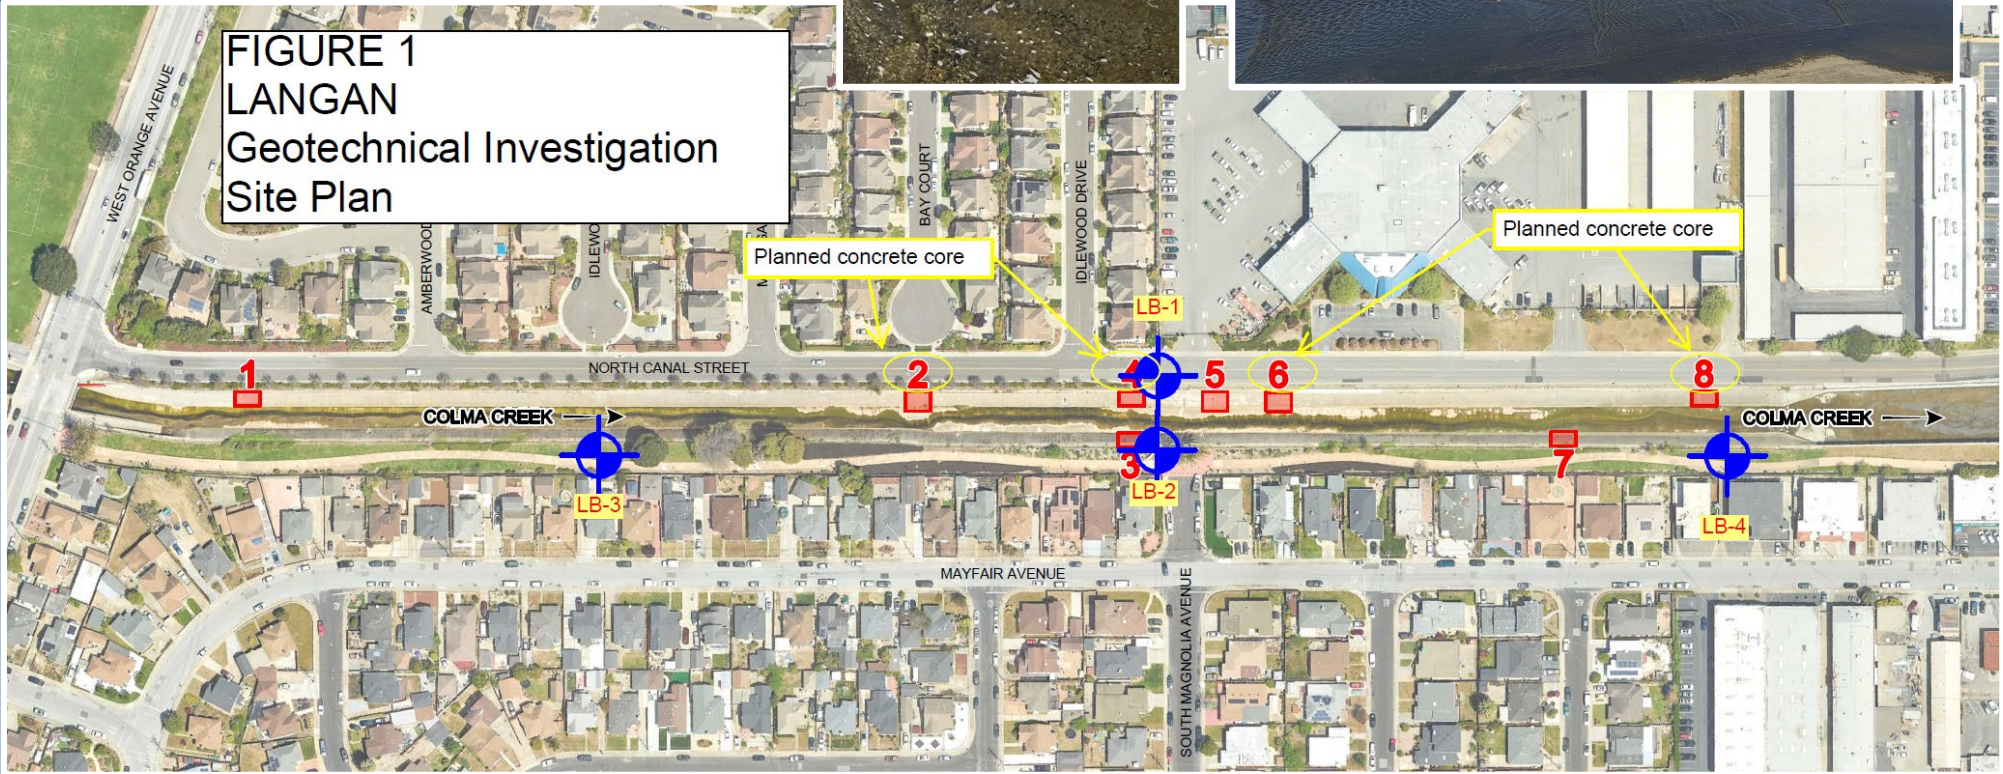 FIGURE 1
LANGAN
Geotechnical Investigation
Site Plan
WEST ORANGE AVENUE
AMBERWOOD
IDLEWO
BAY COURT
IDLEWOOD DRIVE
Planned concrete core
Planned concrete core
LB-1
NORTH CANAL STREET
1
2
4
5
6
8
COLMA CREEK
COLMA CREEK
3
7
LB-3
LB-2
LB-4
MAYFAIR AVENUE
SOUTH MAGNOLIA AVENUE